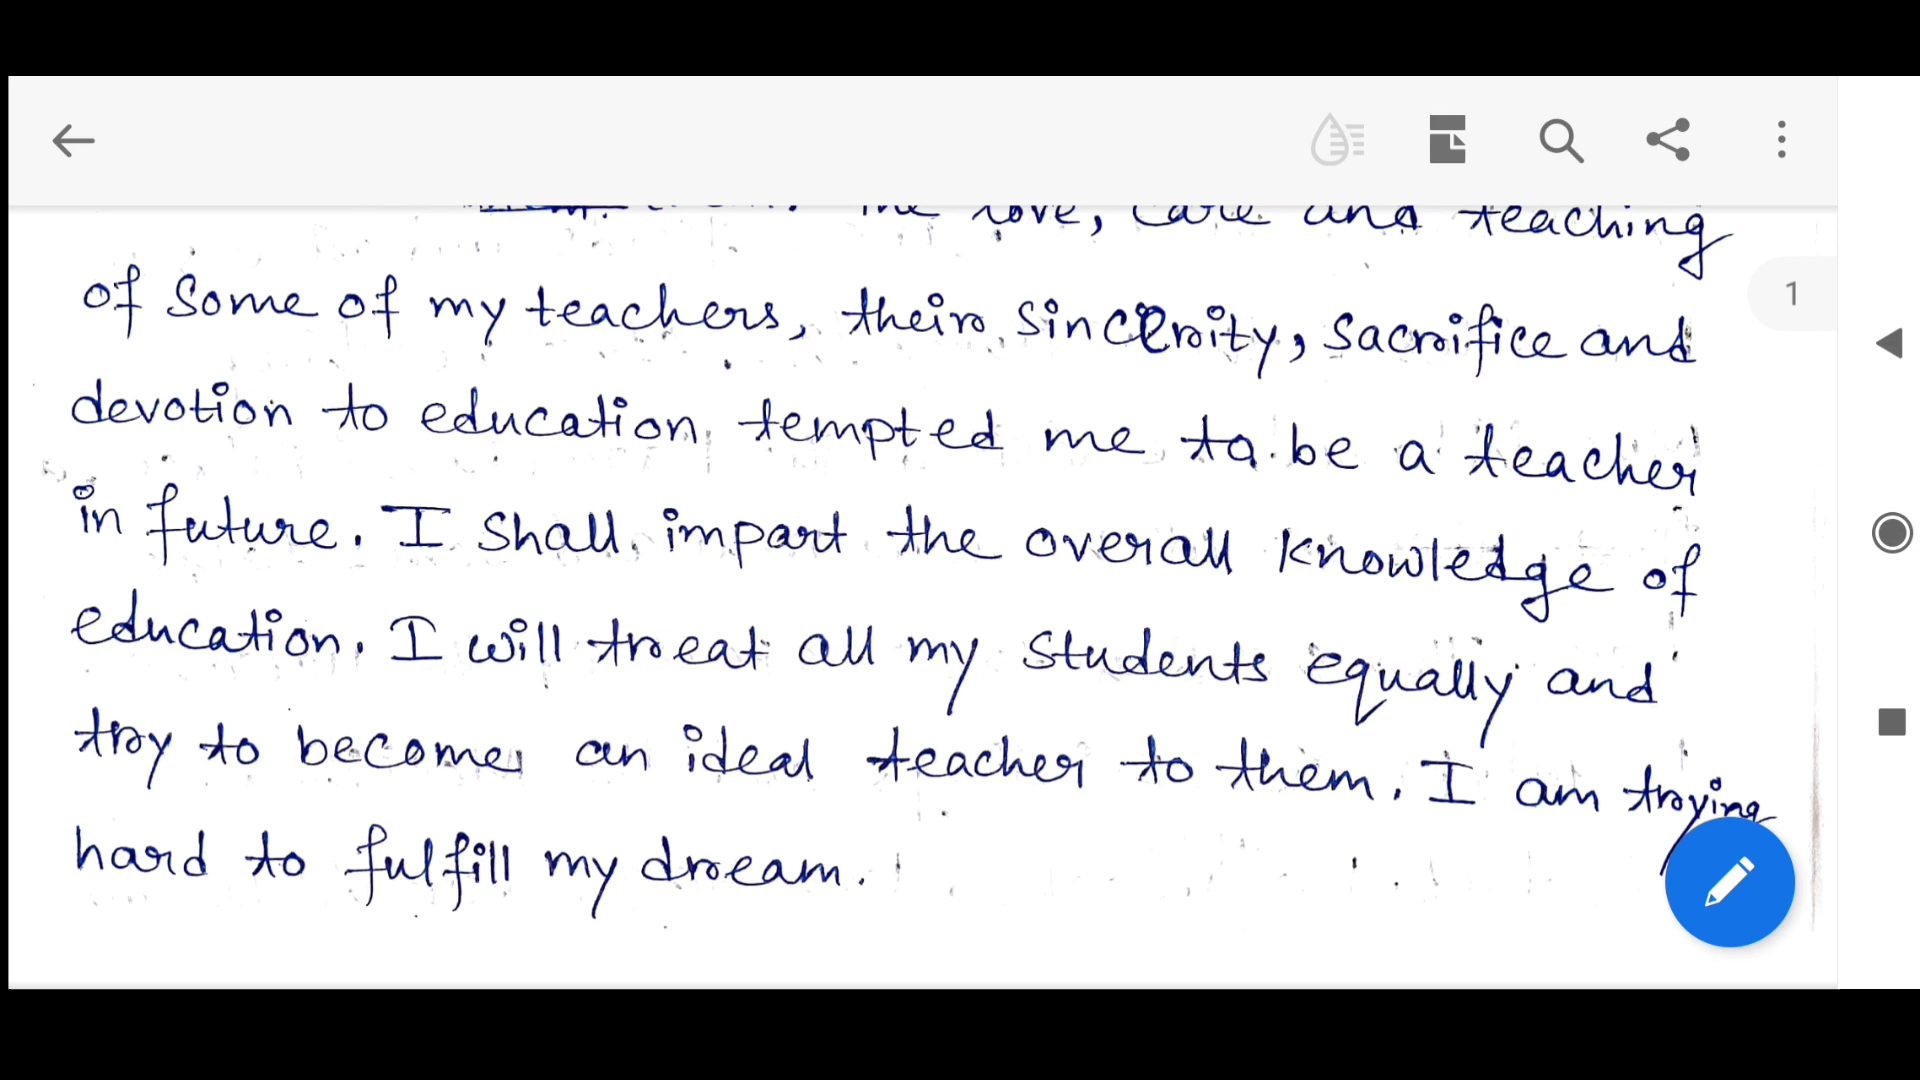 The love, care and teaching
of some of my teachers, their sincerity, sacrifice and
devotion to education tempted me to be a teacher
in future. I shall impart the overall knowledge of
education. I will treat all my students equally and
try to become an ideal teacher to them. I am trying
hard to fulfill my dream.
1